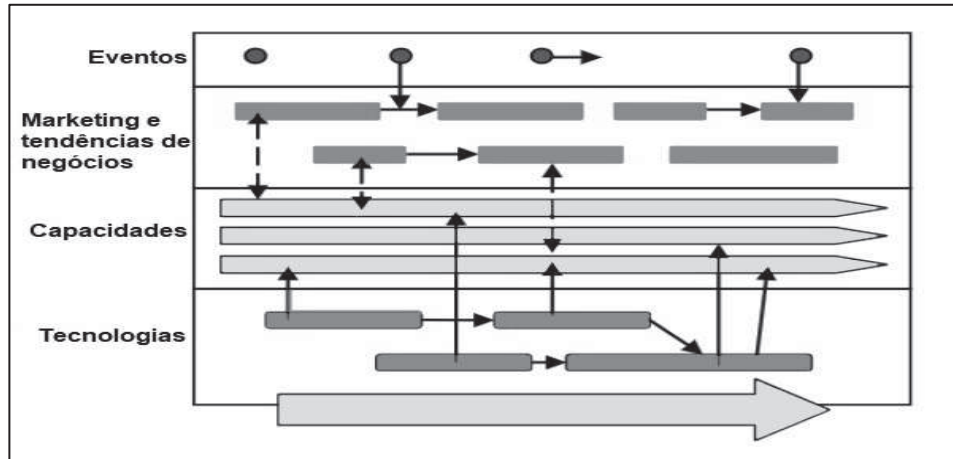 Eventos
Marketing e
tendências de
negócios
Capacidades
Tecnologias